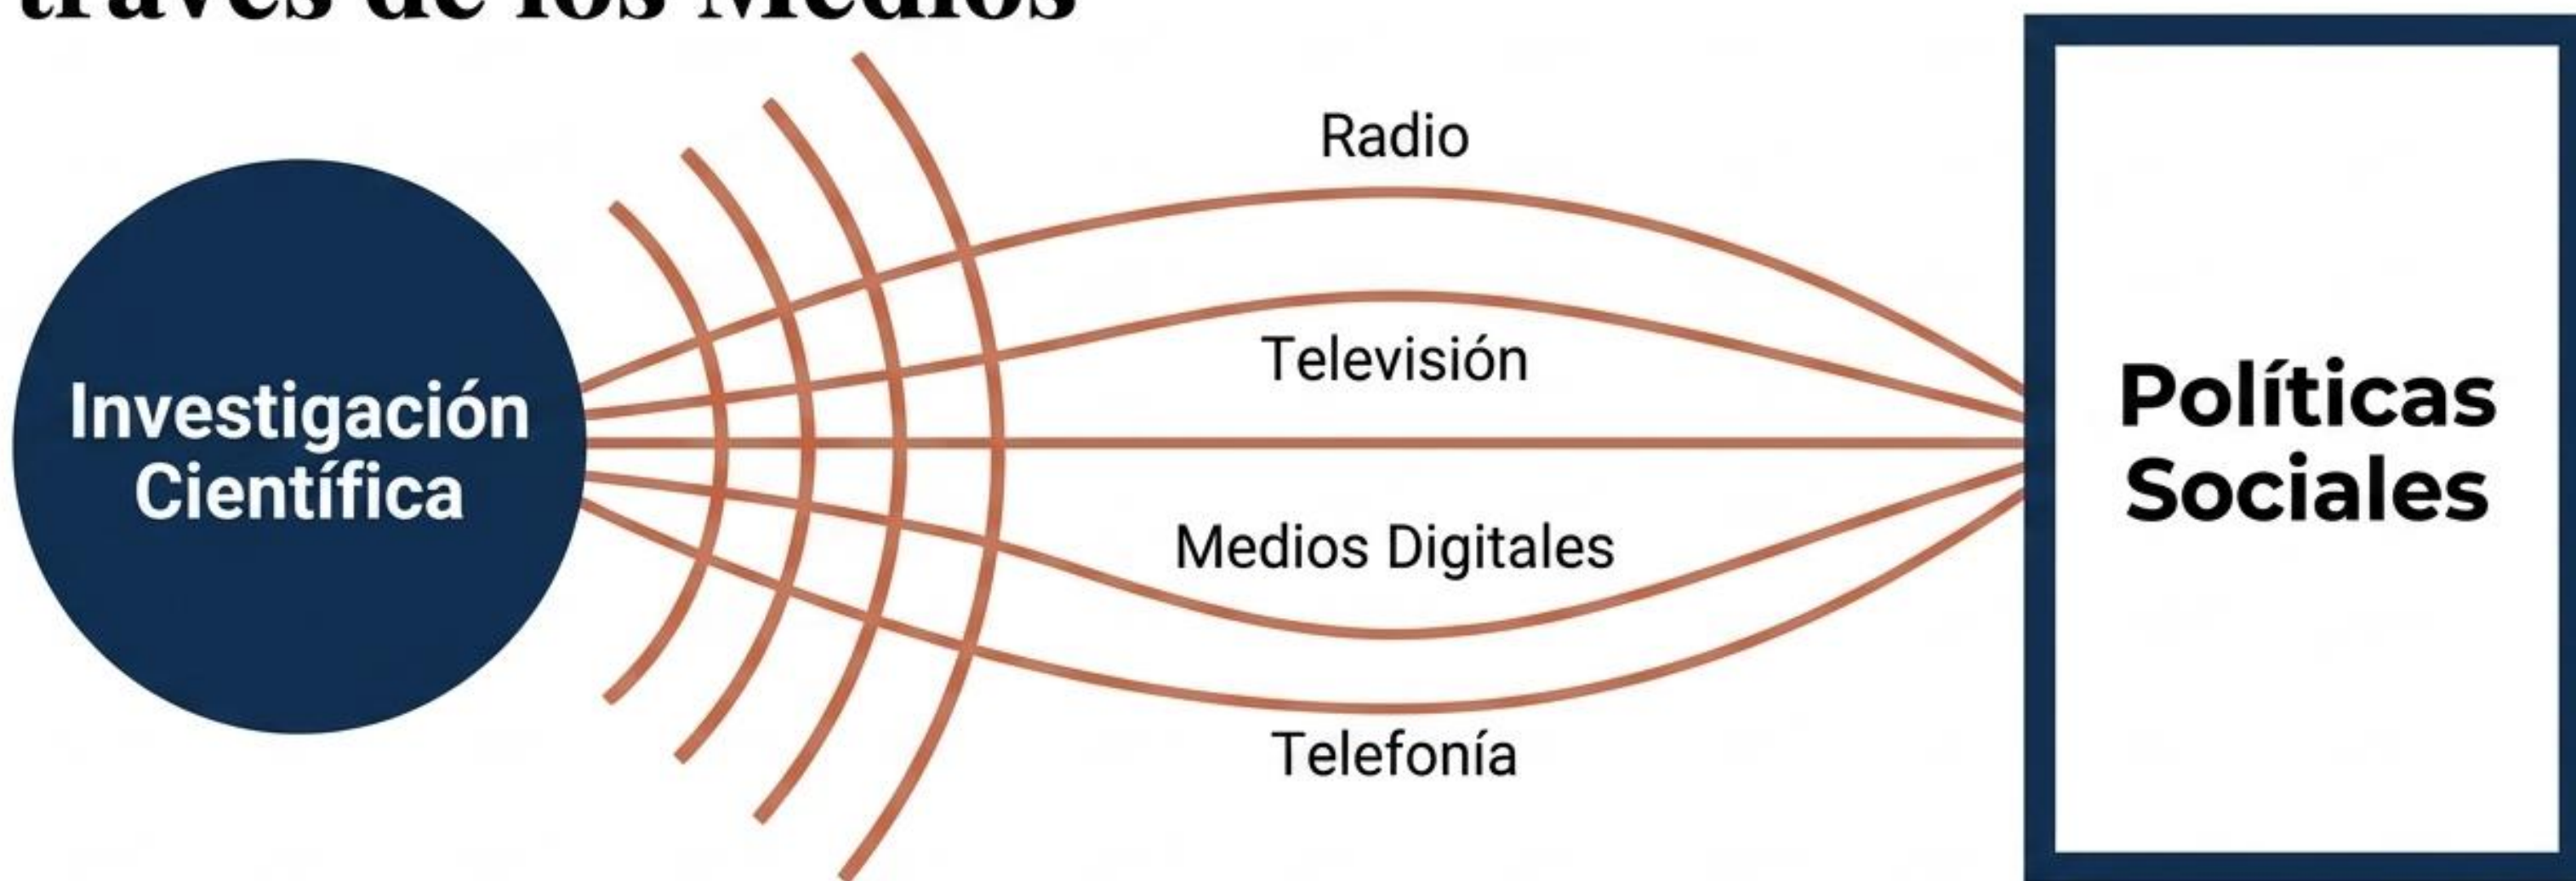 través de los Medios
Radio
Televisión
Investigación
Científica
Medios Digitales
Telefonía
Políticas
Sociales